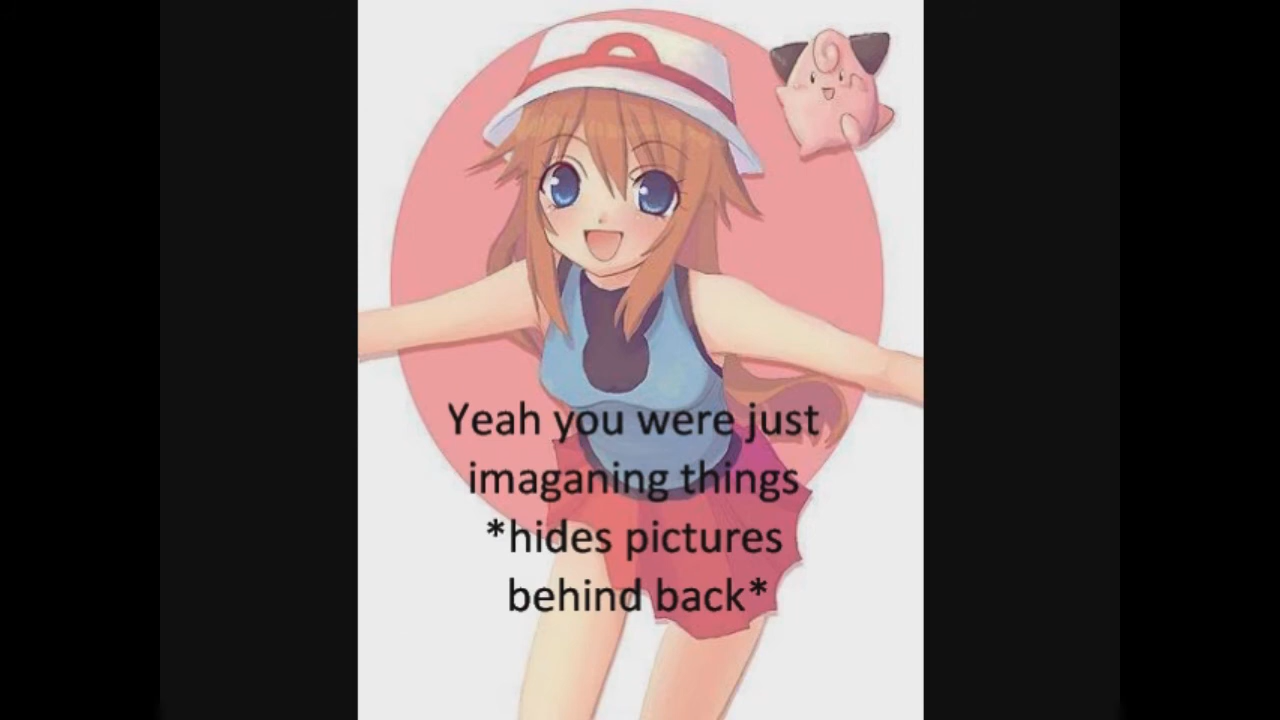 Yeah you were just
imaganing things
*hides pictures
behind back*